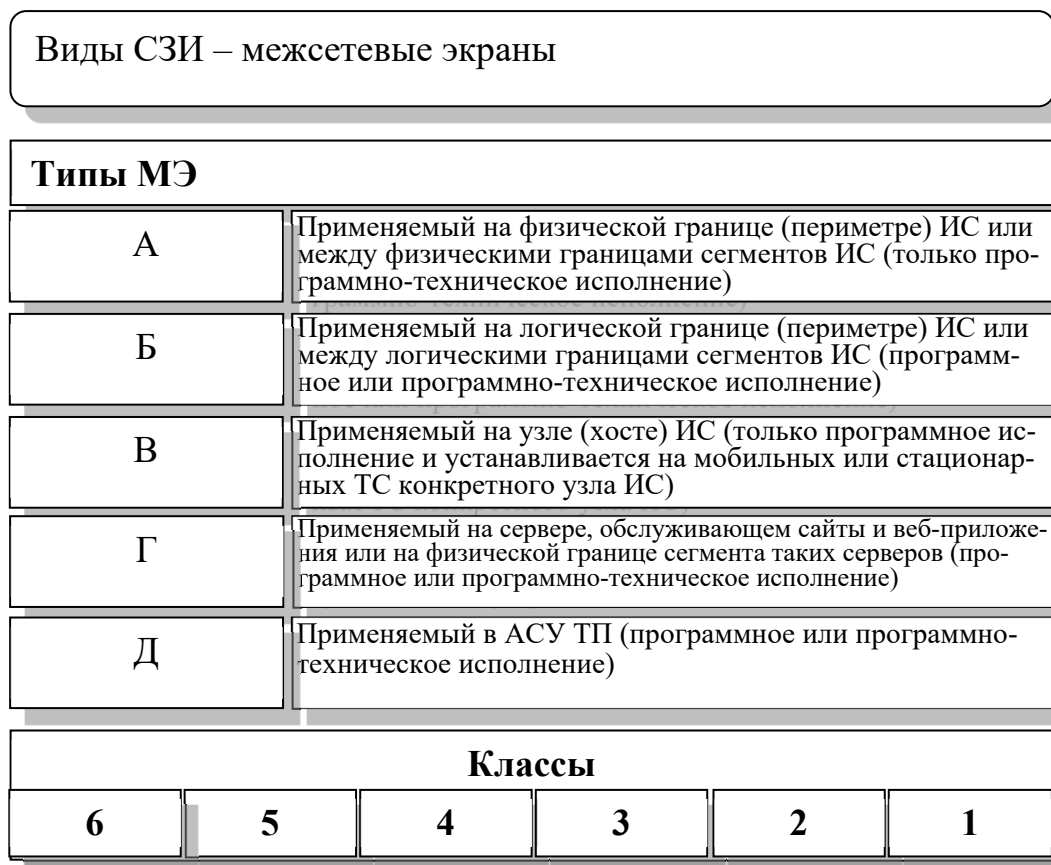 Виды СЗИ – межсетевые экраны
Типы МЭ
А
Применяемый на физической границе (периметре) ИС или
между физическими границами сегментов ИС (только про-
граммно-техническое исполнение)
Б
Применяемый на логической границе (периметре) ИС или
между логическими границами сегментов ИС (программ-
ное или программно-техническое исполнение)
В
Применяемый на узле (хосте) ИС (только программное ис-
полнение и устанавливается на мобильных или стационар-
ных ТС конкретного узла ИС)
Г
Применяемый на сервере, обслуживающем сайты и веб-приложе-
ния или на физической границе сегмента таких серверов (про-
граммное или программно-техническое исполнение)
Д
Применяемый в АСУ ТП (программное или программно-
техническое исполнение)
Классы
6 5 4 3 2 1